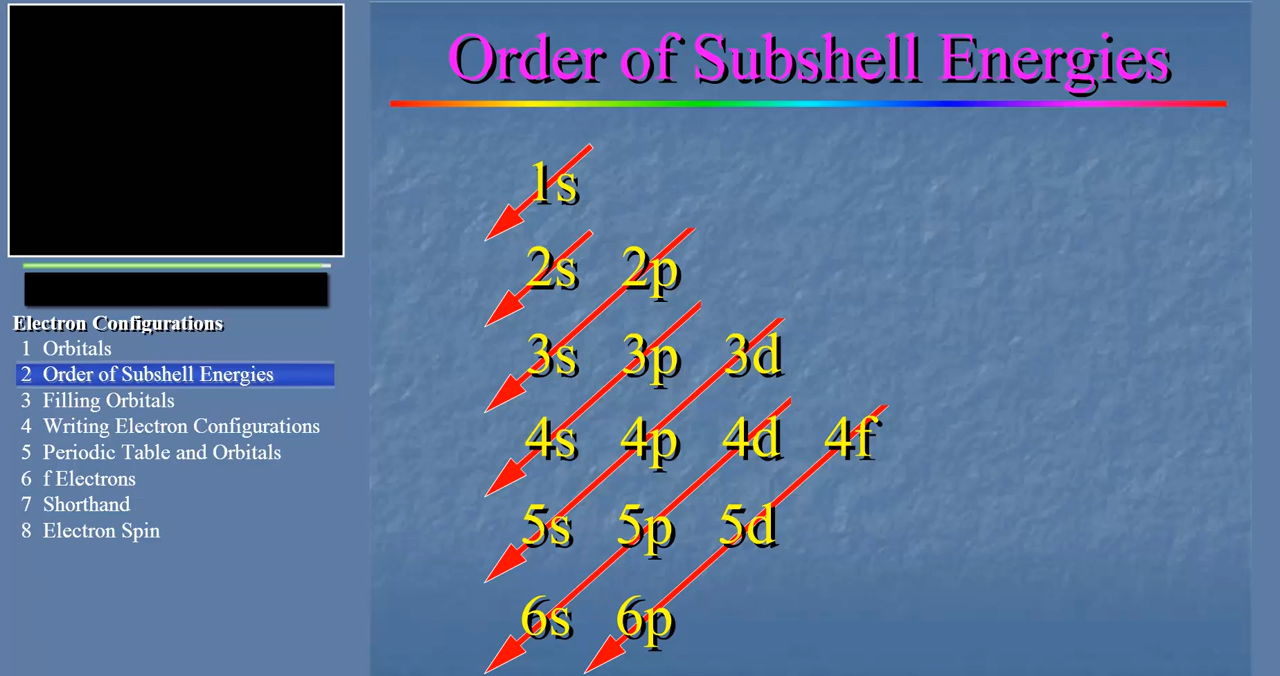 Order of Subshell Energies
1s
2s 2p
3s 3p 3d
4s 4p 4d 4f
5s 5p 5d
6s 6p
Electron Configurations
1 Orbitals
2 Order of Subshell Energies
3 Filling Orbitals
4 Writing Electron Configurations
5 Periodic Table and Orbitals
6 f Electrons
7 Shorthand
8 Electron Spin